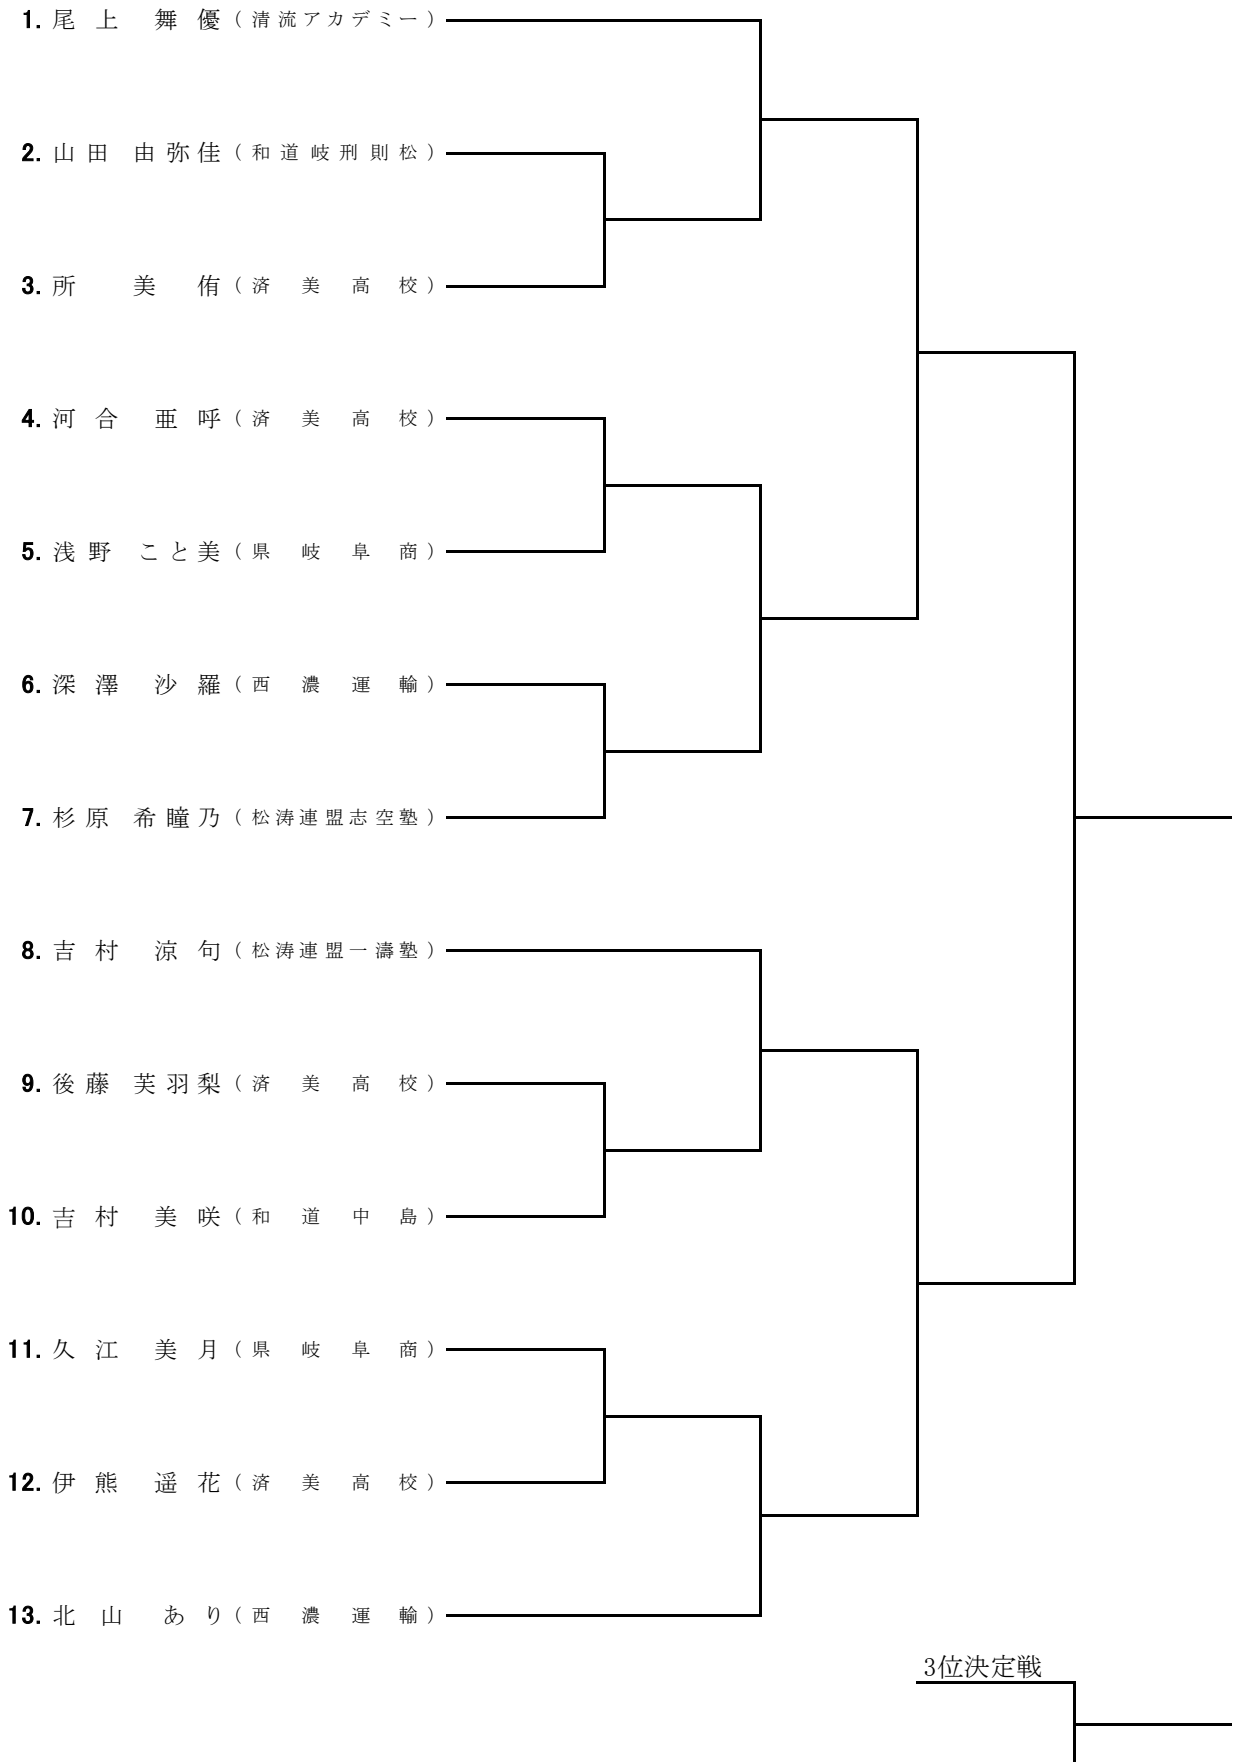 1. 尾上 舞優（清流アカデミー）
2. 山田 由弥佳（和道岐刑則松）
3. 所 美侑（済美高校）
4. 河合 亜呼（済美高校）
5. 浅野 こと美（県岐阜商）
6. 深澤 沙羅（西濃運輸）
7. 杉原 希瞳乃（松涛連盟志空塾）
8. 吉村 涼句（松涛連盟一濤塾）
9. 後藤 芙羽梨（済美高校）
10. 吉村 美咲（和道中島）
11. 久江 美月（県岐阜商）
12. 伊熊 遥花（済美高校）
13. 北山 あり（西濃運輸）
3位決定戦